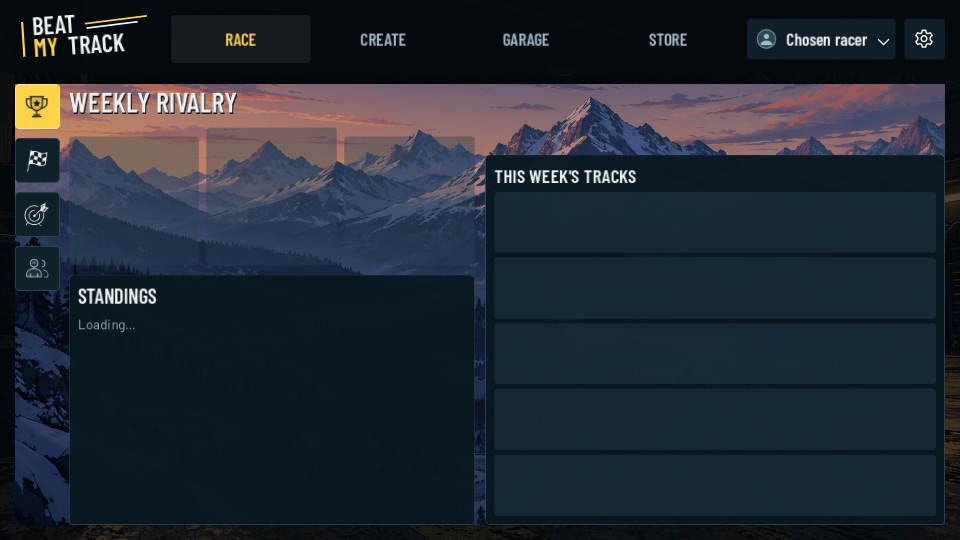 BEAT
MY TRACK
RACE
CREATE
GARAGE
STORE
Chosen racer
WEEKLY RIVALRY
THIS WEEK'S TRACKS
STANDINGS
Loading...